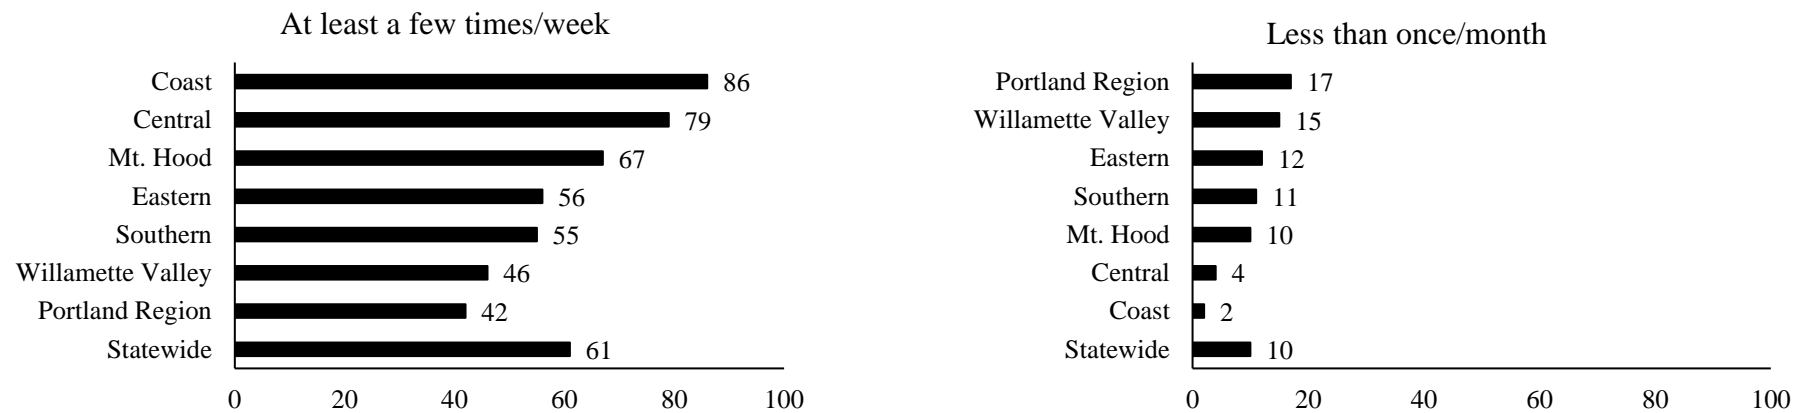 At least a few times/week
Coast 86
Central 79
Mt. Hood 67
Eastern 56
Southern 55
Willamette Valley 46
Portland Region 42
Statewide 61
0 20 40 60 80 100
Less than once/month
Portland Region 17
Willamette Valley 15
Eastern 12
Southern 11
Mt. Hood 10
Central 4
Coast 2
Statewide 10
0 20 40 60 80 100